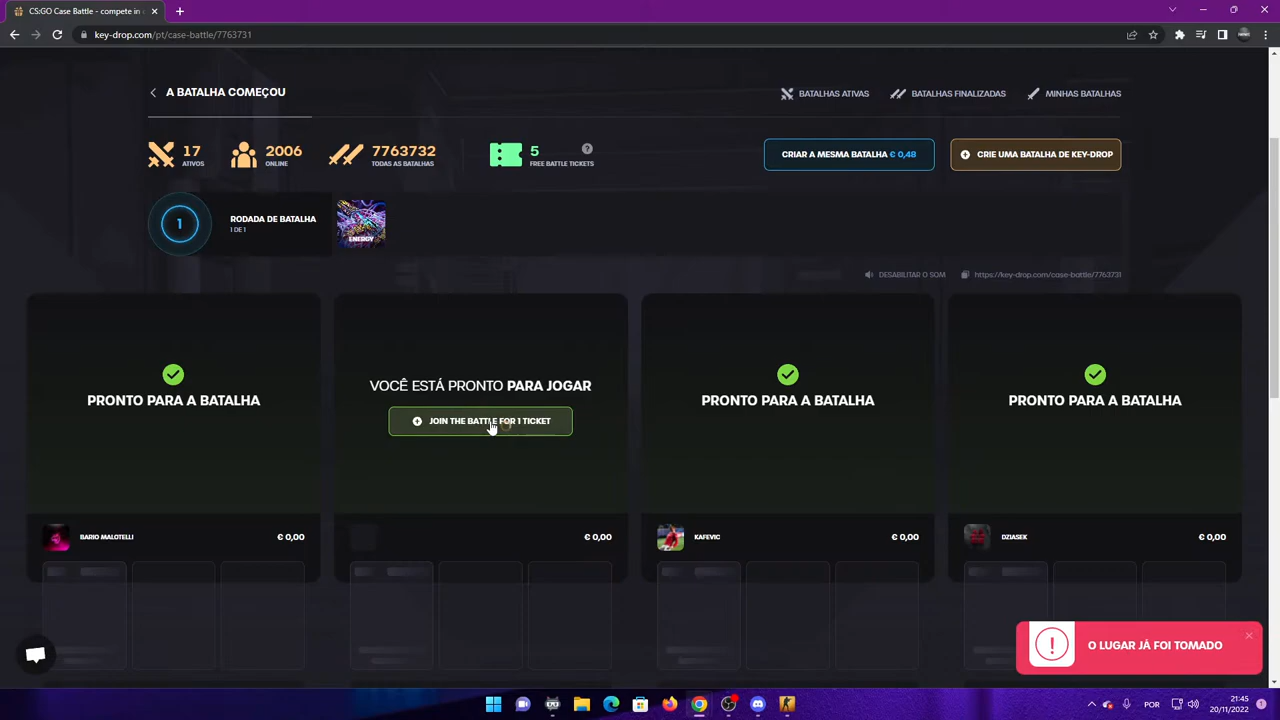 CS:GO Case Battle - compete in
key-drop.com/pt/case-battle/7763731
A BATALHA COMEÇOU
BATALHAS ATIVAS
BATALHAS FINALIZADAS
MINHAS BATALHAS
17
ATIVOS
2006
ONLINE
7763732
TODAS AS BATALHAS
5
FREE BATTLE TICKETS
?
CRIAR A MESMA BATALHA € 0,48
CRIE UMA BATALHA DE KEY-DROP
1
RODADA DE BATALHA
1 DE 1
ENERGY
DESABILITAR O SOM
https://key-drop.com/case-battle/7763731
PRONTO PARA A BATALHA
VOCÊ ESTÁ PRONTO PARA JOGAR
JOIN THE BATTLE FOR 1 TICKET
PRONTO PARA A BATALHA
PRONTO PARA A BATALHA
BARIO MALOTELLI
€ 0,00
€ 0,00
KAFEVIC
€ 0,00
DZIASEK
€ 0,00
O LUGAR JÁ FOI TOMADO
POR
21:45
20/11/2022